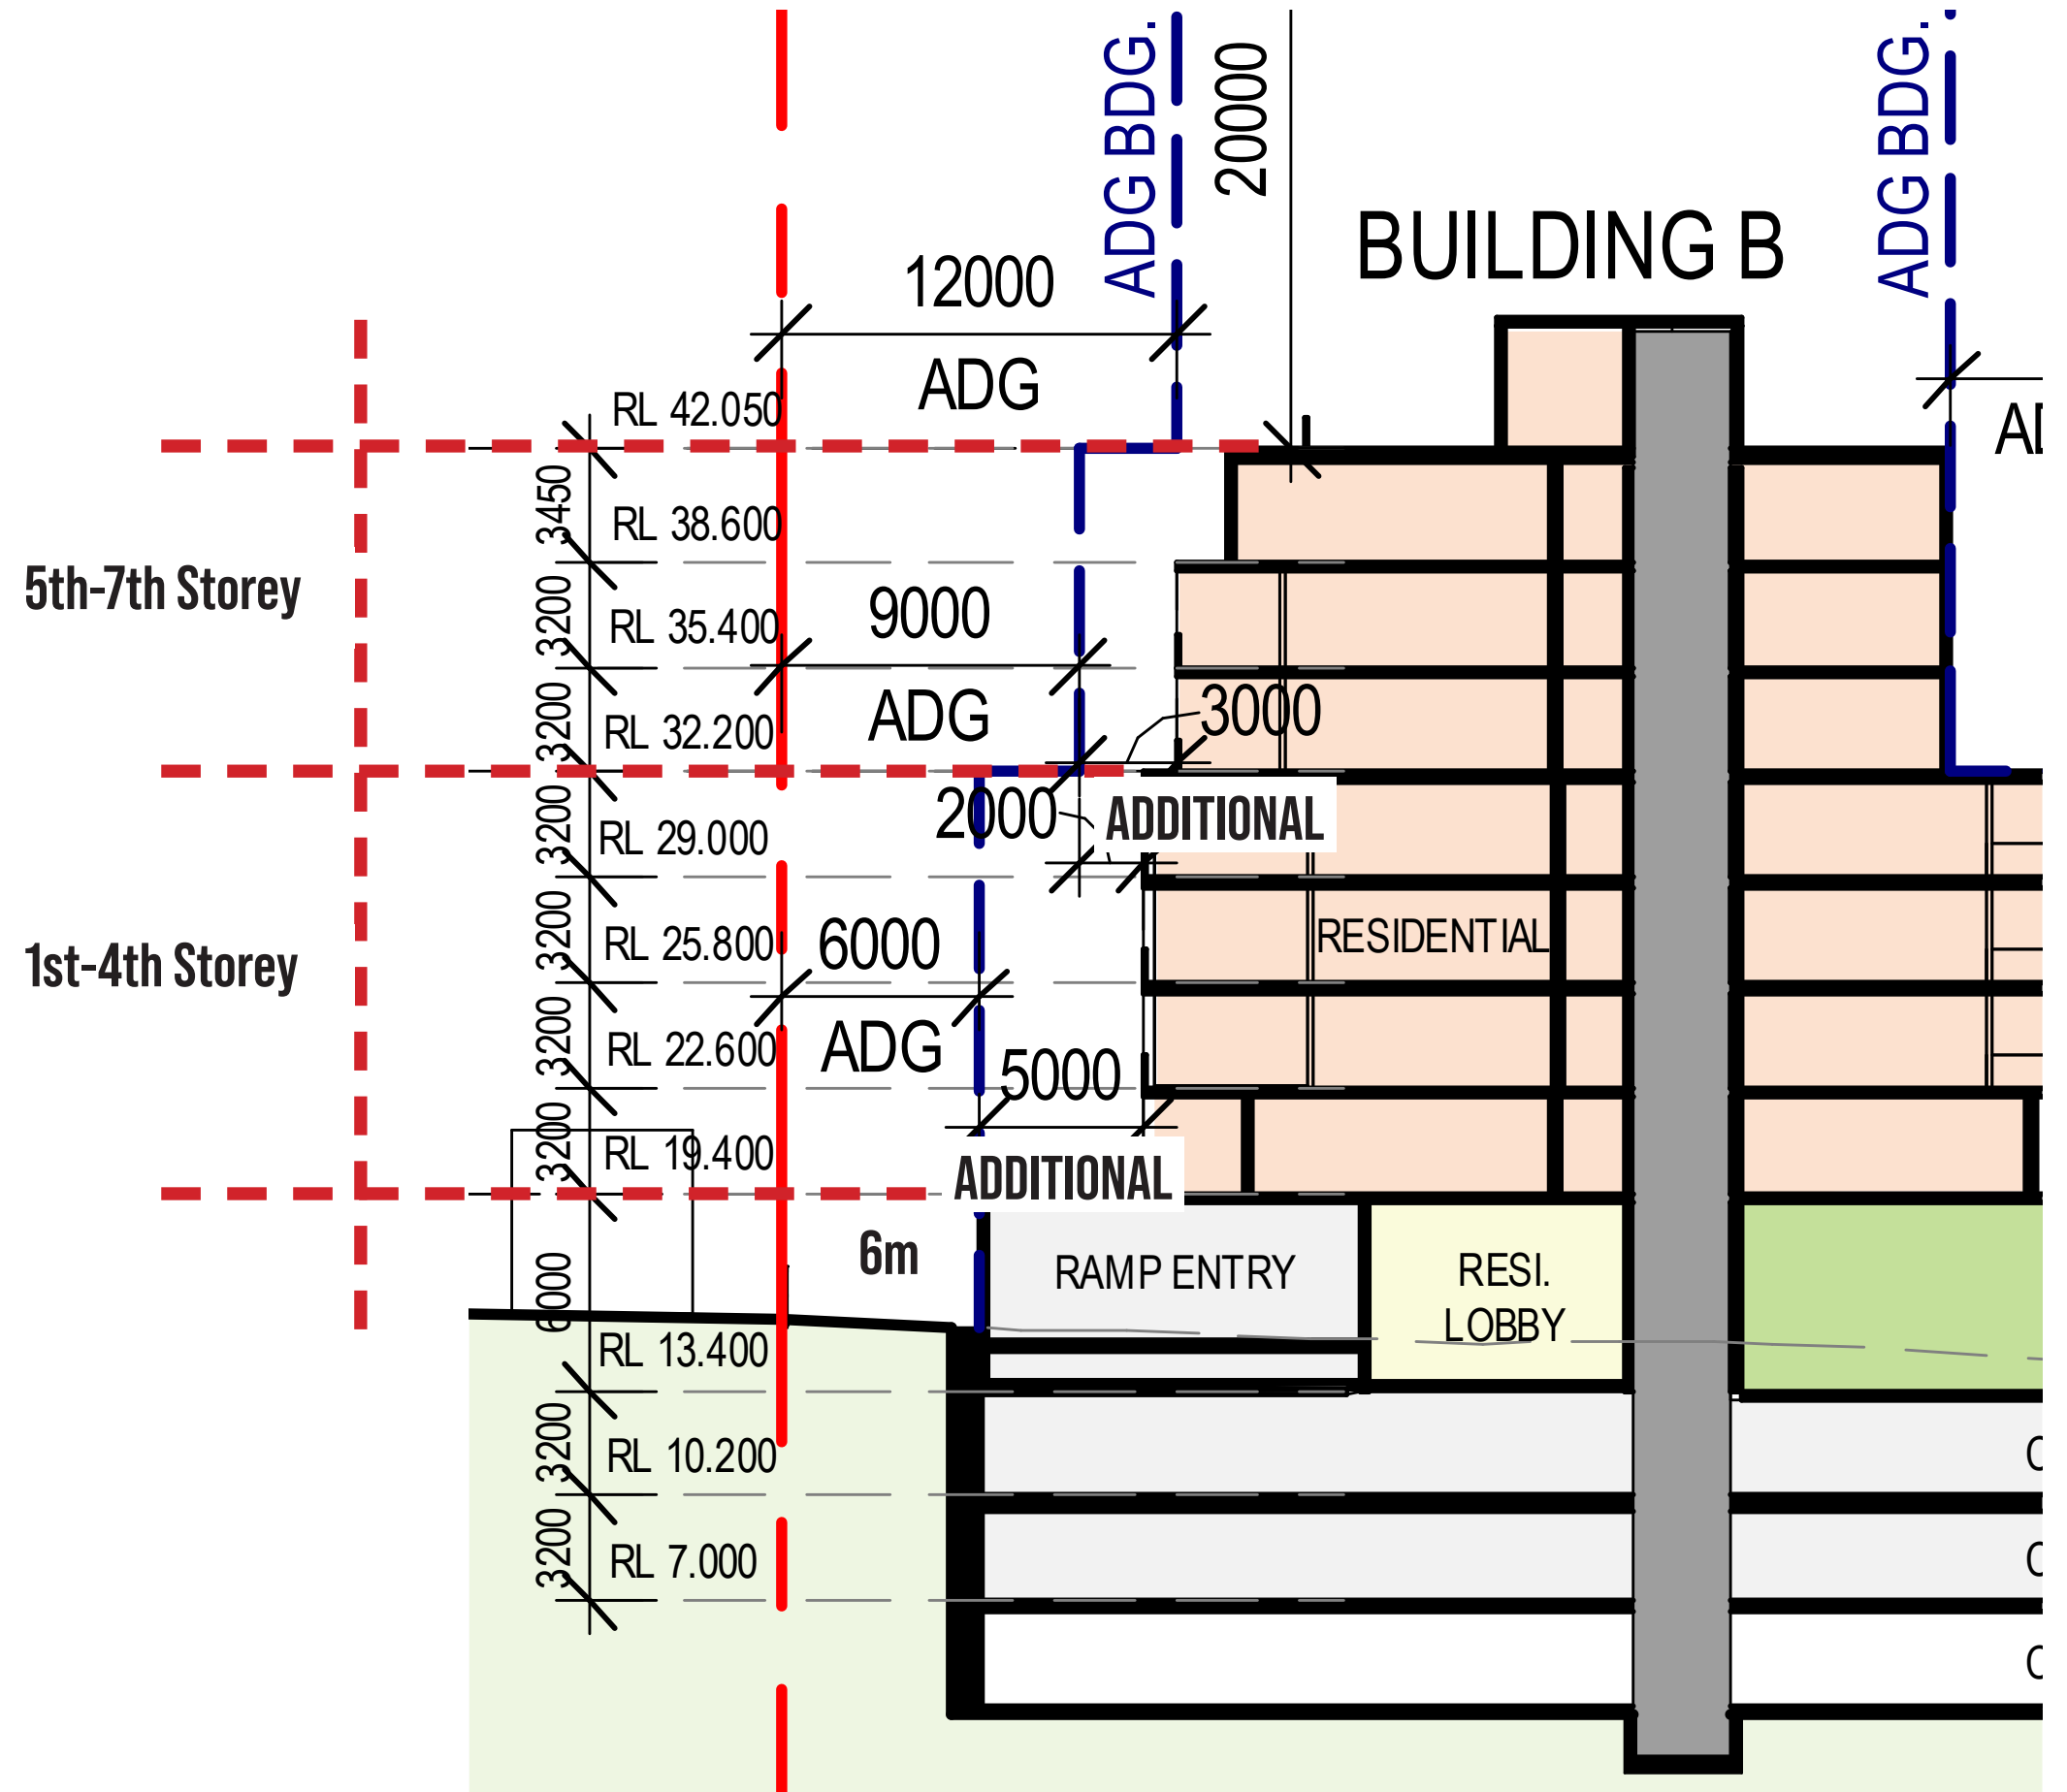 ADG BDG.
20000
ADG BDG.
BUILDING B
12000
ADG
RL 42.050
3450
RL 38.600
5th-7th Storey
3200
RL 35.400
9000
ADG
3200
RL 32.200
3000
2000
ADDITIONAL
3200
RL 29.000
RESIDENTIAL
1st-4th Storey
3200
RL 25.800
6000
ADG
3200
RL 22.600
5000
3200
RL 19.400
ADDITIONAL
6m
RAMP ENTRY
RESI.
LOBBY
6000
RL 13.400
3200
RL 10.200
3200
RL 7.000